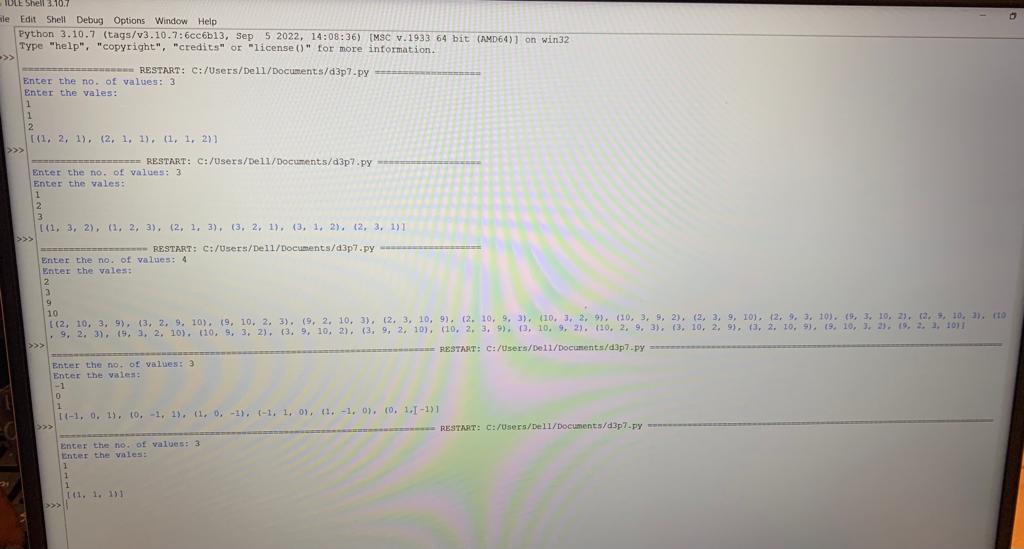 IDLE Shell 3.10.7
File Edit Shell Debug Options Window Help
Python 3.10.7 (tags/v3.10.7:6cc6b13, Sep 5 2022, 14:08:36) [MSC v.1933 64 bit (AMD64)] on win32
Type "help", "copyright", "credits" or "license()" for more information.
>>>
=================== RESTART: C:/Users/Dell/Documents/d3p7.py ===================
Enter the no. of values: 3
Enter the vales:
1
1
2
[(1, 2, 1), (2, 1, 1), (1, 1, 2)]
>>>
=================== RESTART: C:/Users/Dell/Documents/d3p7.py ===================
Enter the no. of values: 3
Enter the vales:
1
2
3
[(1, 3, 2), (1, 2, 3), (2, 1, 3), (3, 2, 1), (3, 1, 2), (2, 3, 1)]
>>>
=================== RESTART: C:/Users/Dell/Documents/d3p7.py ===================
Enter the no. of values: 4
Enter the vales:
2
3
9
10
[(2, 10, 3, 9), (3, 2, 9, 10), (9, 10, 2, 3), (9, 2, 10, 3), (2, 3, 10, 9), (2, 10, 9, 3), (10, 3, 2, 9), (10, 3, 9, 2), (2, 3, 9, 10), (2, 9, 3, 10), (9, 3, 10, 2), (2, 9, 10, 3), (10
, 9, 2, 3), (9, 3, 2, 10), (10, 9, 3, 2), (3, 9, 10, 2), (3, 9, 2, 10), (10, 2, 3, 9), (3, 10, 9, 2), (10, 2, 9, 3), (3, 10, 2, 9), (3, 2, 10, 9), (9, 10, 3, 2), (9, 2, 3, 10)]
>>>
=================== RESTART: C:/Users/Dell/Documents/d3p7.py ===================
Enter the no. of values: 3
Enter the vales:
-1
0
1
[(-1, 0, 1), (0, -1, 1), (1, 0, -1), (-1, 1, 0), (1, -1, 0), (0, 1, -1)]
>>>
=================== RESTART: C:/Users/Dell/Documents/d3p7.py ===================
Enter the no. of values: 3
Enter the vales:
1
1
1
[(1, 1, 1)]
>>>